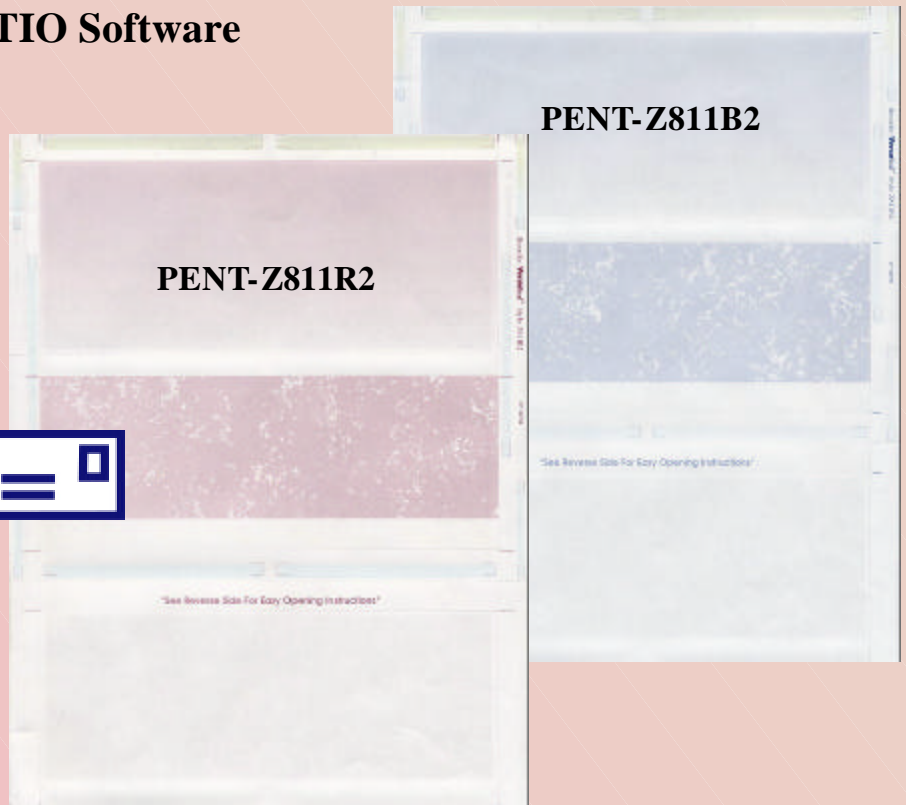 TIO Software
PENT-Z811B2
PENT-Z811R2
"See Reverse Side For Easy Opening Instructions"
"See Reverse Side For Easy Opening Instructions"